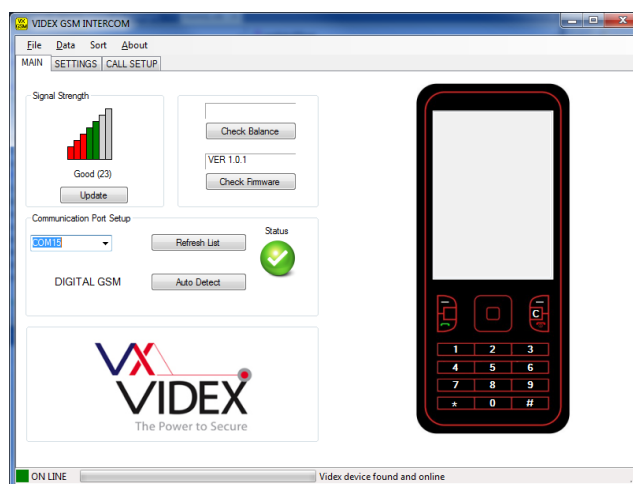 VX GSM VIDEX GSM INTERCOM
File Data Sort About
MAIN SETTINGS CALL SETUP
Signal Strength
Good (23)
Update
Check Balance
VER 1.0.1
Check Firmware
Communication Port Setup
COM15
Refresh List
Status
DIGITAL GSM
Auto Detect
VX
VIDEX
The Power to Secure
C
1 2 3
4 5 6
7 8 9
* 0 #
ON LINE
Videx device found and online